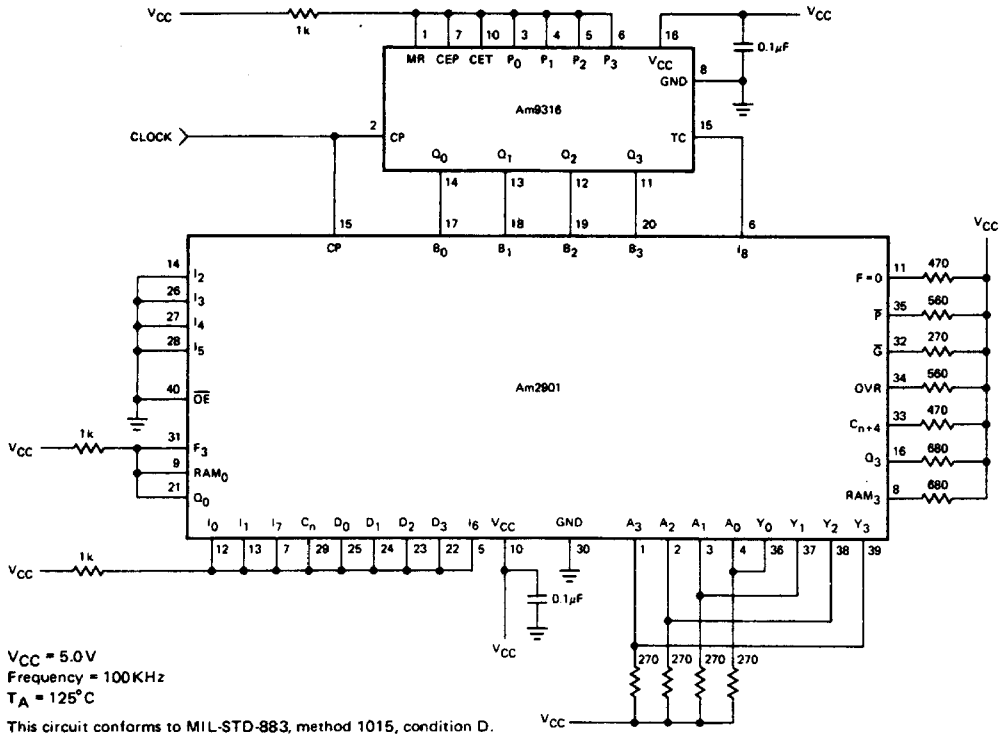 VCC 1k VCC
1 7 10 3 4 5 6 16
MR CEP CET P0 P1 P2 P3 VCC 0.1μF
8
GND
Am9316
2 15
CLOCK CP TC
Q0 Q1 Q2 Q3
14 13 12 11
15 17 18 19 20 6
CP B0 B1 B2 B3 I8
VCC
14 I2
26 I3
27 I4
28 I5
40 OE
VCC 1k 31 F3
9 RAM0
21 Q0
Am2901
F=0 11 470
P 35 560
G 32 270
OVR 34 560
Cn+4 33 470
Q3 16 680
RAM3 8 680
I0 I1 I7 Cn D0 D1 D2 D3 I6 VCC GND A3 A2 A1 A0 Y0 Y1 Y2 Y3
12 13 7 29 25 24 23 22 5 10 30 1 2 3 4 36 37 38 39
VCC 1k
0.1μF
VCC
270 270 270 270
VCC
VCC = 5.0V
Frequency = 100KHz
TA = 125°C
This circuit conforms to MIL-STD-883, method 1015, condition D.